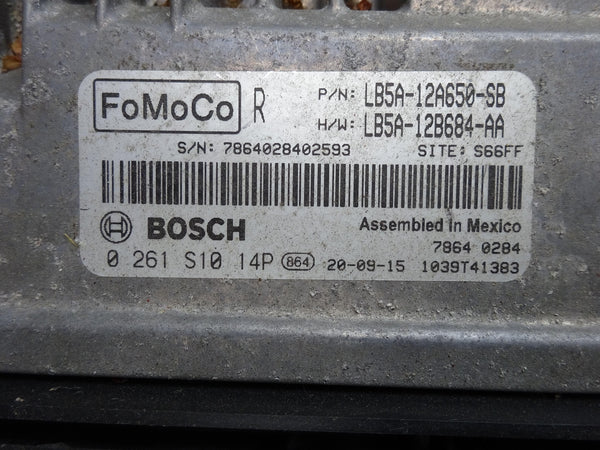 FoMoCo R P/N: LB5A-12A650-SB
H/W: LB5A-12B684-AA
S/N: 7864028402593 SITE: S66FF
BOSCH Assembled in Mexico
7864 0284
0 261 S10 14P 864 20-09-15 1039T41383